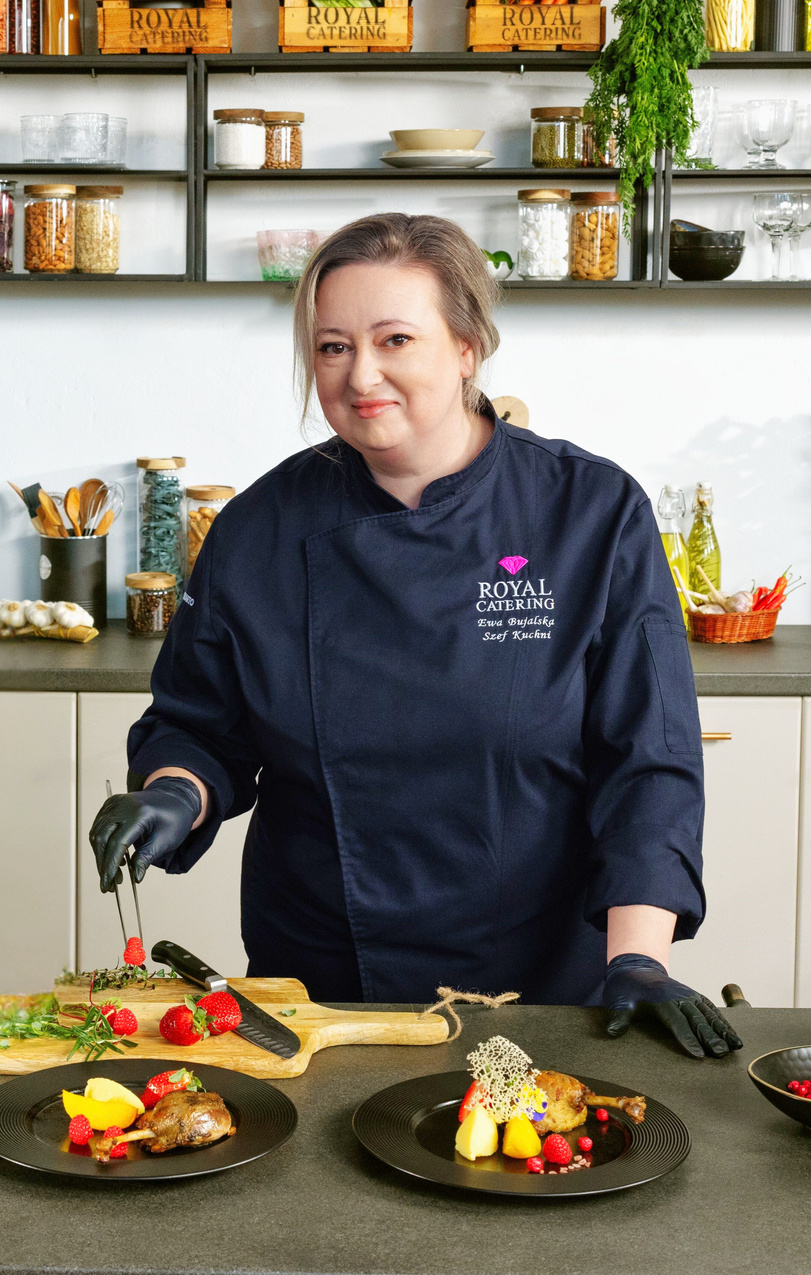 ROYAL
CATERING
ROYAL
CATERING
ROYAL
CATERING
ROYAL
CATERING
Ewa Bujalska
Szef Kuchni